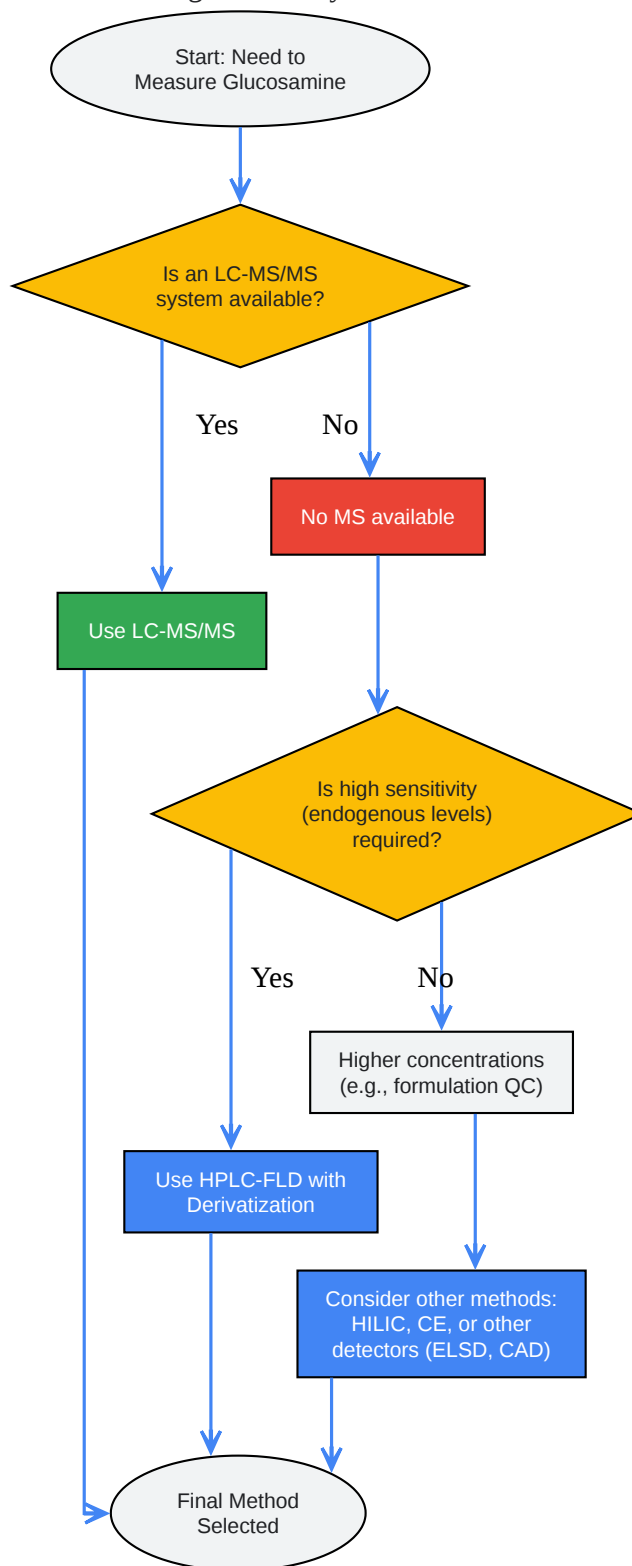 Start: Need to
Measure Glucosamine
Is an LC-MS/MS
system available?
Yes
No
No MS available
Use LC-MS/MS
Is high sensitivity
(endogenous levels)
required?
Yes
No
Higher concentrations
(e.g., formulation QC)
Use HPLC-FLD with
Derivatization
Consider other methods:
HILIC, CE, or other
detectors (ELSD, CAD)
Final Method
Selected